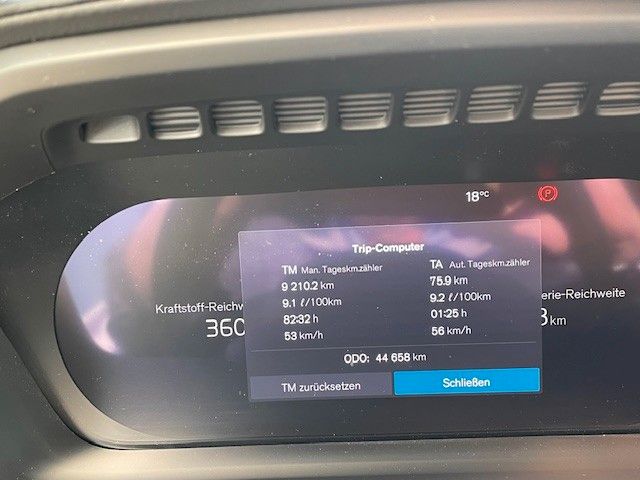 18°C
P
Trip-Computer
TM Man. Tageskm.zähler
9 210.2 km
9.1 ℓ/100km
82:32 h
53 km/h
TA Aut. Tageskm.zähler
75.9 km
9.2 ℓ/100km
01:25 h
56 km/h
Kraftstoff-Reichw
360
erie-Reichweite
km
ODO: 44 658 km
TM zurücksetzen
Schließen